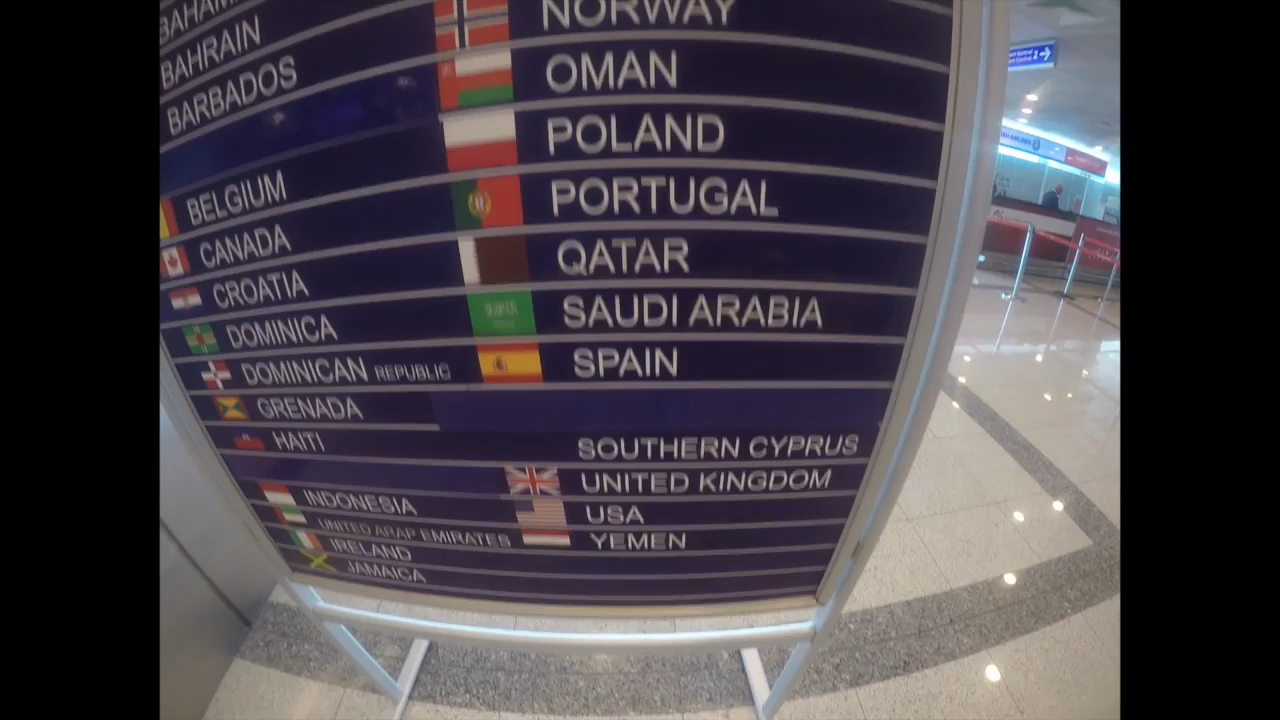 BAHRAIN
BARBADOS
BELGIUM
CANADA
CROATIA
DOMINICA
DOMINICAN REPUBLIC
GRENADA
HAITI
INDONESIA
UNITED ARAP EMIRATES
IRELAND
JAMAICA
NORWAY
OMAN
POLAND
PORTUGAL
QATAR
SAUDI ARABIA
SPAIN
SOUTHERN CYPRUS
UNITED KINGDOM
USA
YEMEN
2